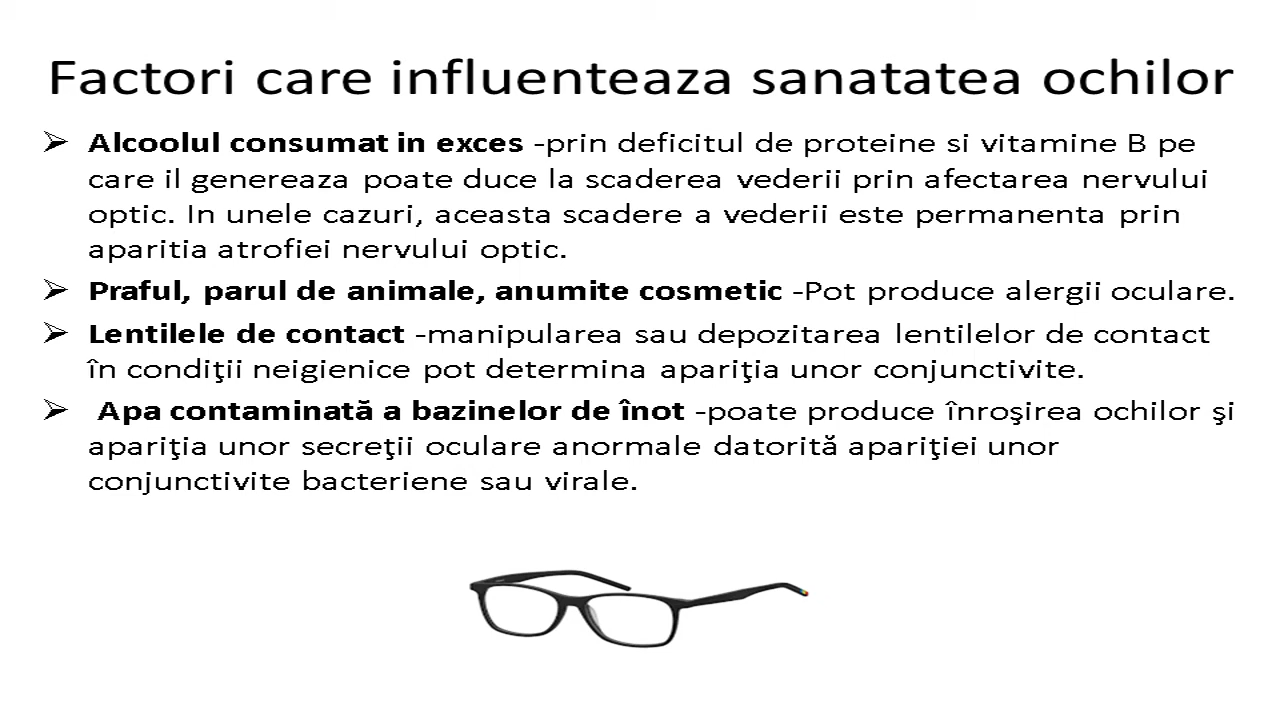 Factori care influenteaza sanatatea ochilor
➢ Alcoolul consumat in exces -prin deficitul de proteine si vitamine B pe
care il genereaza poate duce la scaderea vederii prin afectarea nervului
optic. In unele cazuri, aceasta scadere a vederii este permanenta prin
aparitia atrofiei nervului optic.
➢ Praful, parul de animale, anumite cosmetic -Pot produce alergii oculare.
➢ Lentilele de contact -manipularea sau depozitarea lentilelor de contact
în condiţii neigienice pot determina apariţia unor conjunctivite.
➢ Apa contaminată a bazinelor de înot -poate produce înroşirea ochilor şi
apariţia unor secreţii oculare anormale datorită apariţiei unor
conjunctivite bacteriene sau virale.